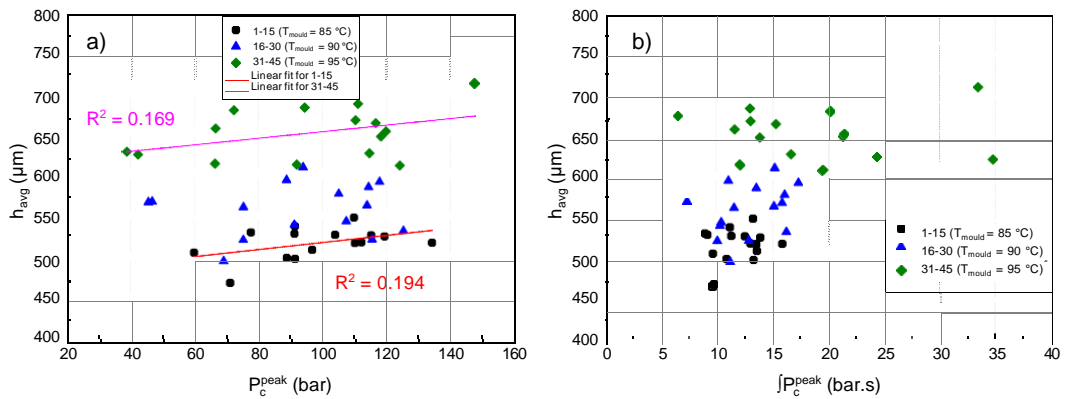 a)
800
750
700
650
600
550
500
450
400
h_avg (μm)
1-15 (T_mould = 85 °C)
16-30 (T_mould = 90 °C)
31-45 (T_mould = 95 °C)
Linear fit for 1-15
Linear fit for 31-45
R² = 0.169
R² = 0.194
20 40 60 80 100 120 140 160
P_c^peak (bar)
b)
800
750
700
650
600
550
500
450
400
h_avg (μm)
1-15 (T_mould = 85 °C)
16-30 (T_mould = 90 °C)
31-45 (T_mould = 95 °C)
0 5 10 15 20 25 30 35 40
∫P_c^peak (bar.s)